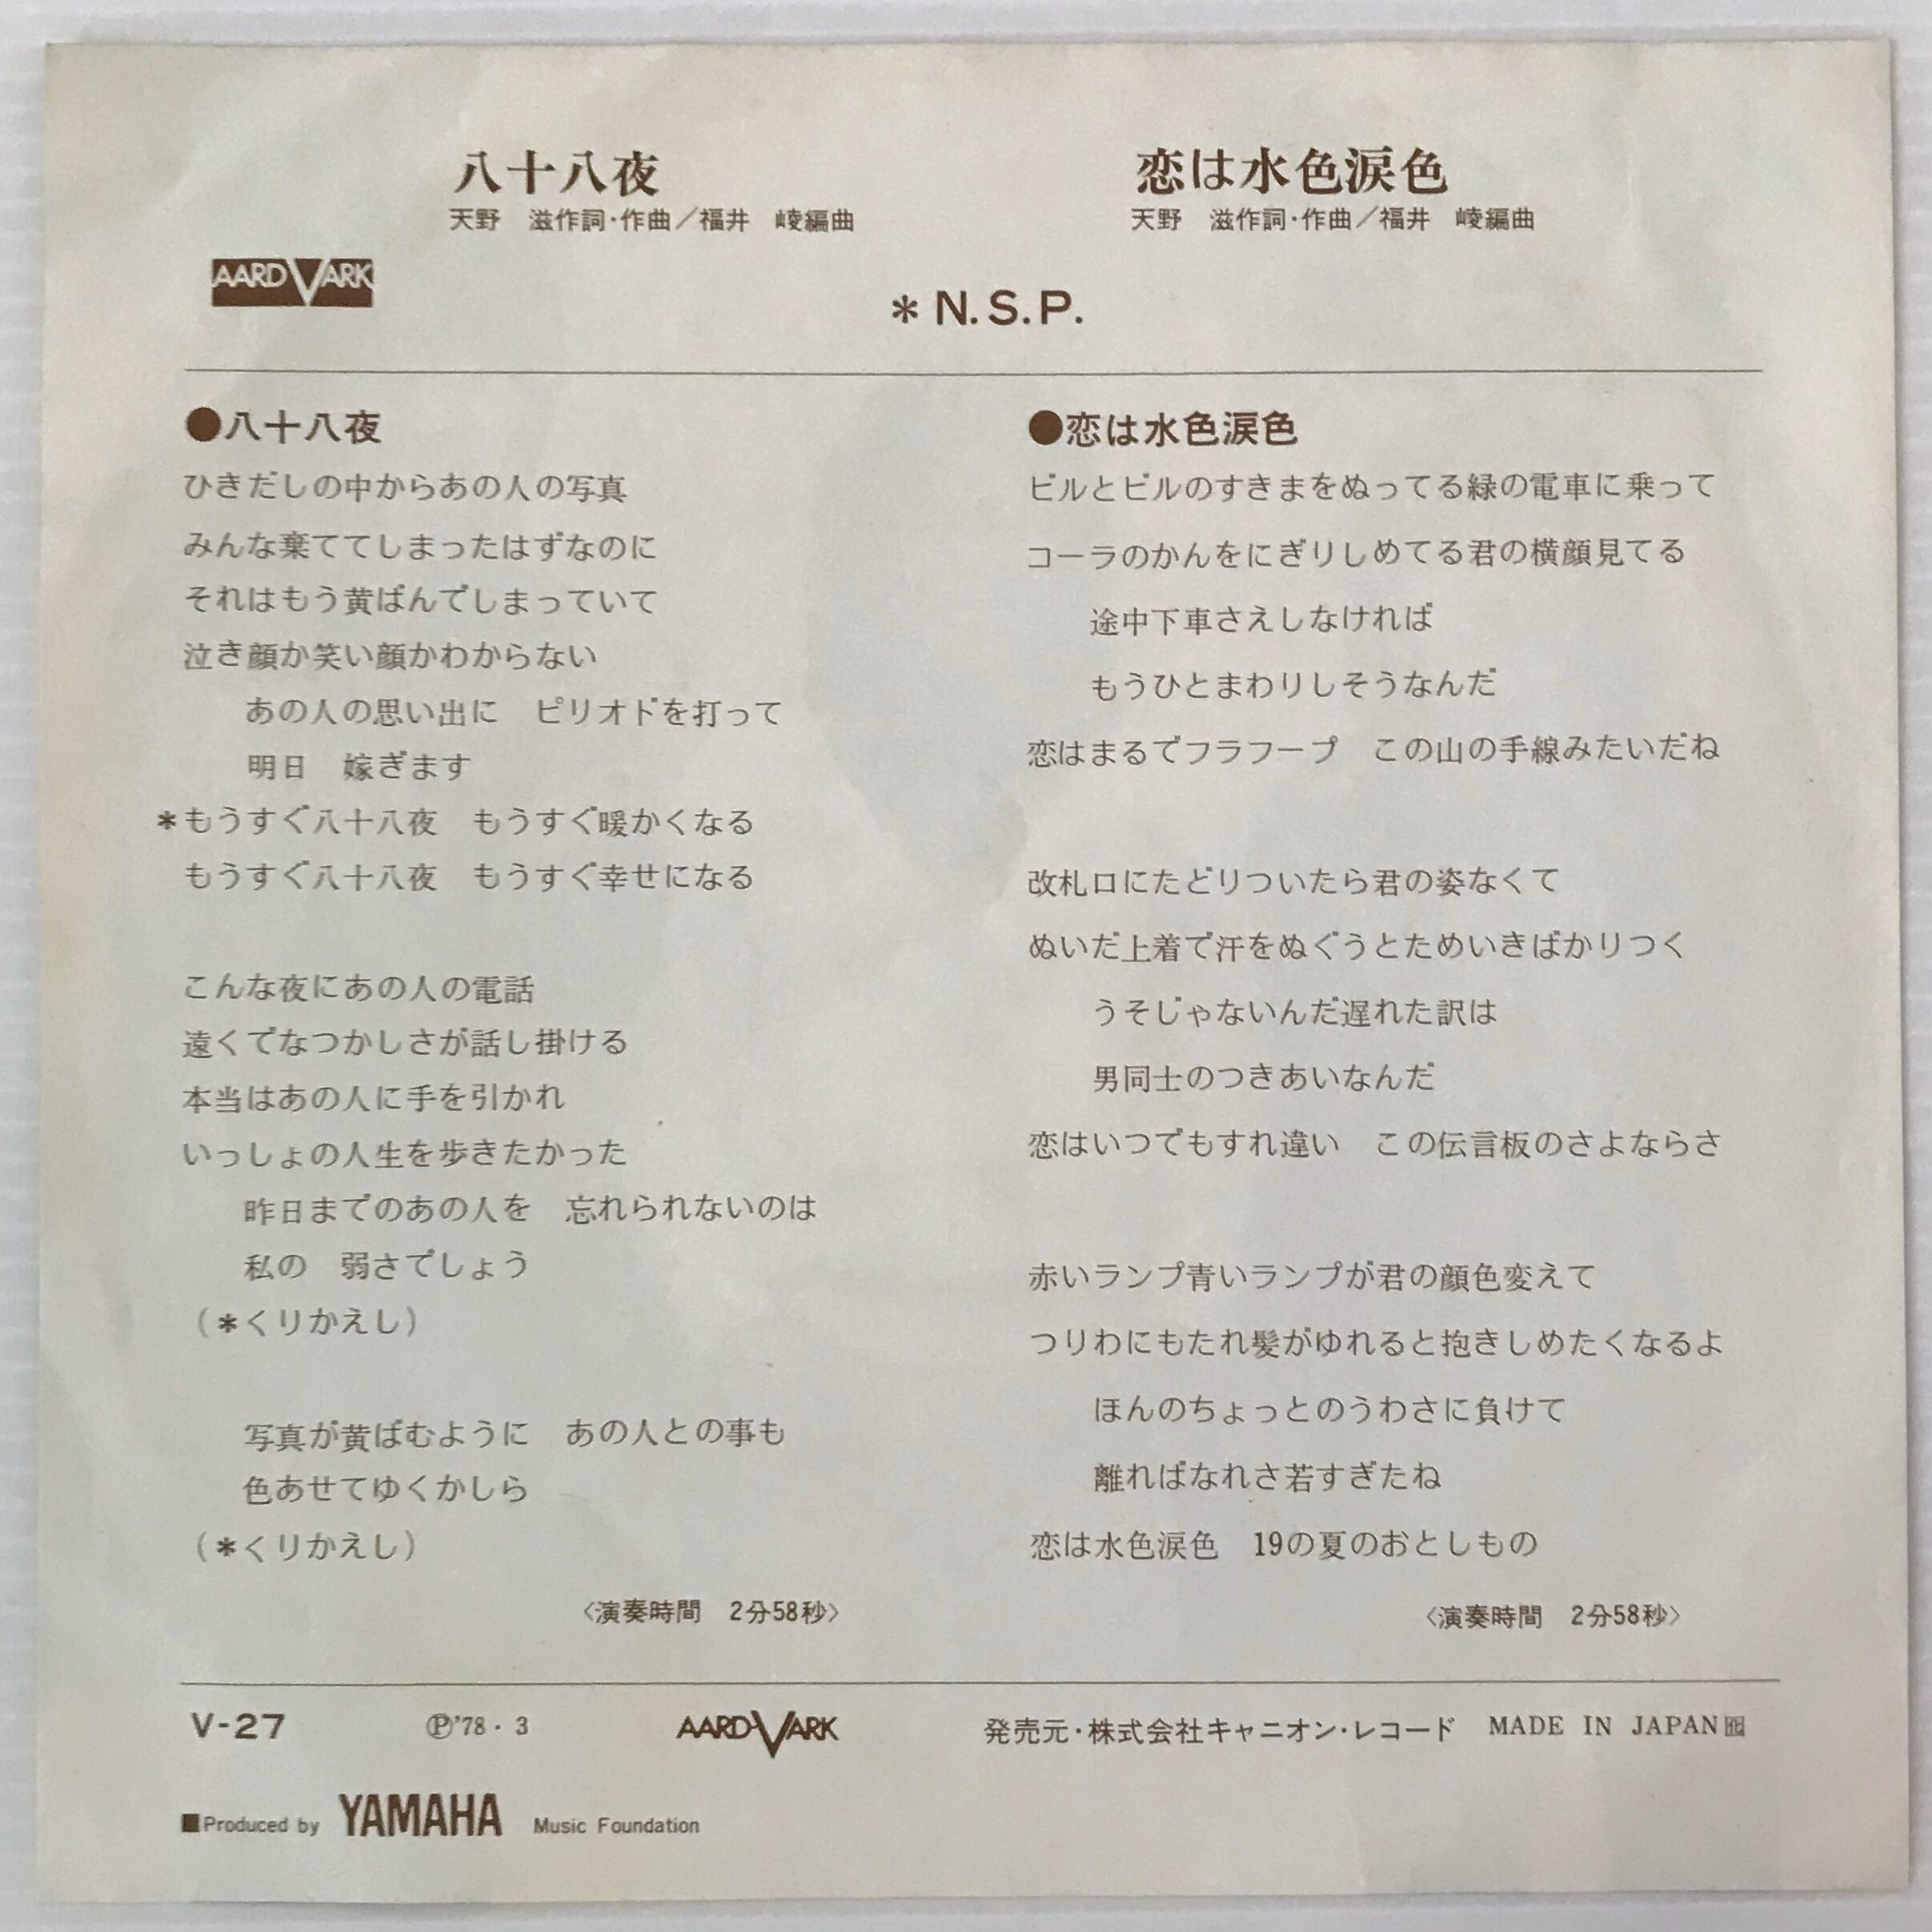 八十八夜
天野　滋作詞・作曲／福井　崚編曲
恋は水色涙色
天野　滋作詞・作曲／福井　崚編曲
AARDVARK
＊N.S.P.
●八十八夜
ひきだしの中からあの人の写真
みんな棄ててしまったはずなのに
それはもう黄ばんでしまっていて
泣き顔か笑い顔かわからない
あの人の思い出に　ピリオドを打って
明日　嫁ぎます
＊もうすぐ八十八夜　もうすぐ暖かくなる
もうすぐ八十八夜　もうすぐ幸せになる
こんな夜にあの人の電話
遠くでなつかしさが話し掛ける
本当はあの人に手を引かれ
いっしょの人生を歩きたかった
昨日までのあの人を　忘れられないのは
私の　弱さでしょう
（＊くりかえし）
写真が黄ばむように　あの人との事も
色あせてゆくかしら
（＊くりかえし）
〈演奏時間　2分58秒〉
●恋は水色涙色
ビルとビルのすきまをぬってる緑の電車に乗って
コーラのかんをにぎりしめてる君の横顔見てる
途中下車さえしなければ
もうひとまわりしそうなんだ
恋はまるでフラフープ　この山の手線みたいだね
改札口にたどりついたら君の姿なくて
ぬいだ上着で汗をぬぐうとためいきばかりつく
うそじゃないんだ遅れた訳は
男同士のつきあいなんだ
恋はいつでもすれ違い　この伝言板のさよならさ
赤いランプ青いランプが君の顔色変えて
つりわにもたれ髪がゆれると抱きしめたくなるよ
ほんのちょっとのうわさに負けて
離ればなれさ若すぎたね
恋は水色涙色　19の夏のおとしもの
〈演奏時間　2分58秒〉
V-27
Ⓟ'78・3
AARDVARK
発売元・株式会社キャニオン・レコード
MADE IN JAPAN
■Produced by YAMAHA Music Foundation